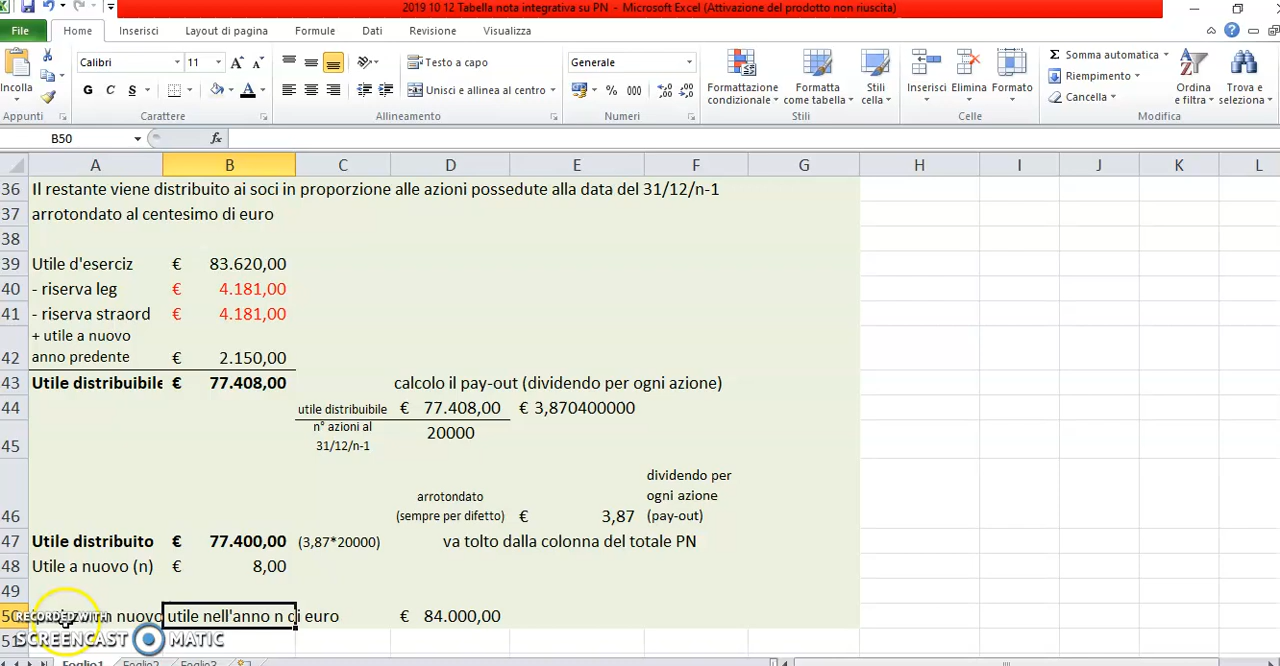 2019 10 12 Tabella nota integrativa su PN - Microsoft Excel (Attivazione del prodotto non riuscita)
File Home Inserisci Layout di pagina Formule Dati Revisione Visualizza
Calibri 11 Testo a capo Generale Somma automatica
Riempimento
Incolla G C S Unisci e allinea al centro % 000 Formattazione condizionale Formatta come tabella Stili cella Inserisci Elimina Formato Cancella Ordina e filtra Trova e seleziona
Appunti Carattere Allineamento Numeri Stili Celle Modifica
B50 fx
A B C D E F G H I J K L
36 Il restante viene distribuito ai soci in proporzione alle azioni possedute alla data del 31/12/n-1
37 arrotondato al centesimo di euro
38
39 Utile d'eserciz € 83.620,00
40 - riserva leg € 4.181,00
41 - riserva straord € 4.181,00
+ utile a nuovo
42 anno predente € 2.150,00
43 Utile distribuibile € 77.408,00 calcolo il pay-out (dividendo per ogni azione)
44 utile distribuibile € 77.408,00 € 3,870400000
n° azioni al 20000
45 31/12/n-1
dividendo per
arrotondato ogni azione
46 (sempre per difetto) € 3,87 (pay-out)
47 Utile distribuito € 77.400,00 (3,87*20000) va tolto dalla colonna del totale PN
48 Utile a nuovo (n) € 8,00
49
50 n nuovo utile nell'anno n di euro € 84.000,00
RECORDED WITH
51
SCREENCAST MATIC
Foglio1 Foglio2 Foglio3